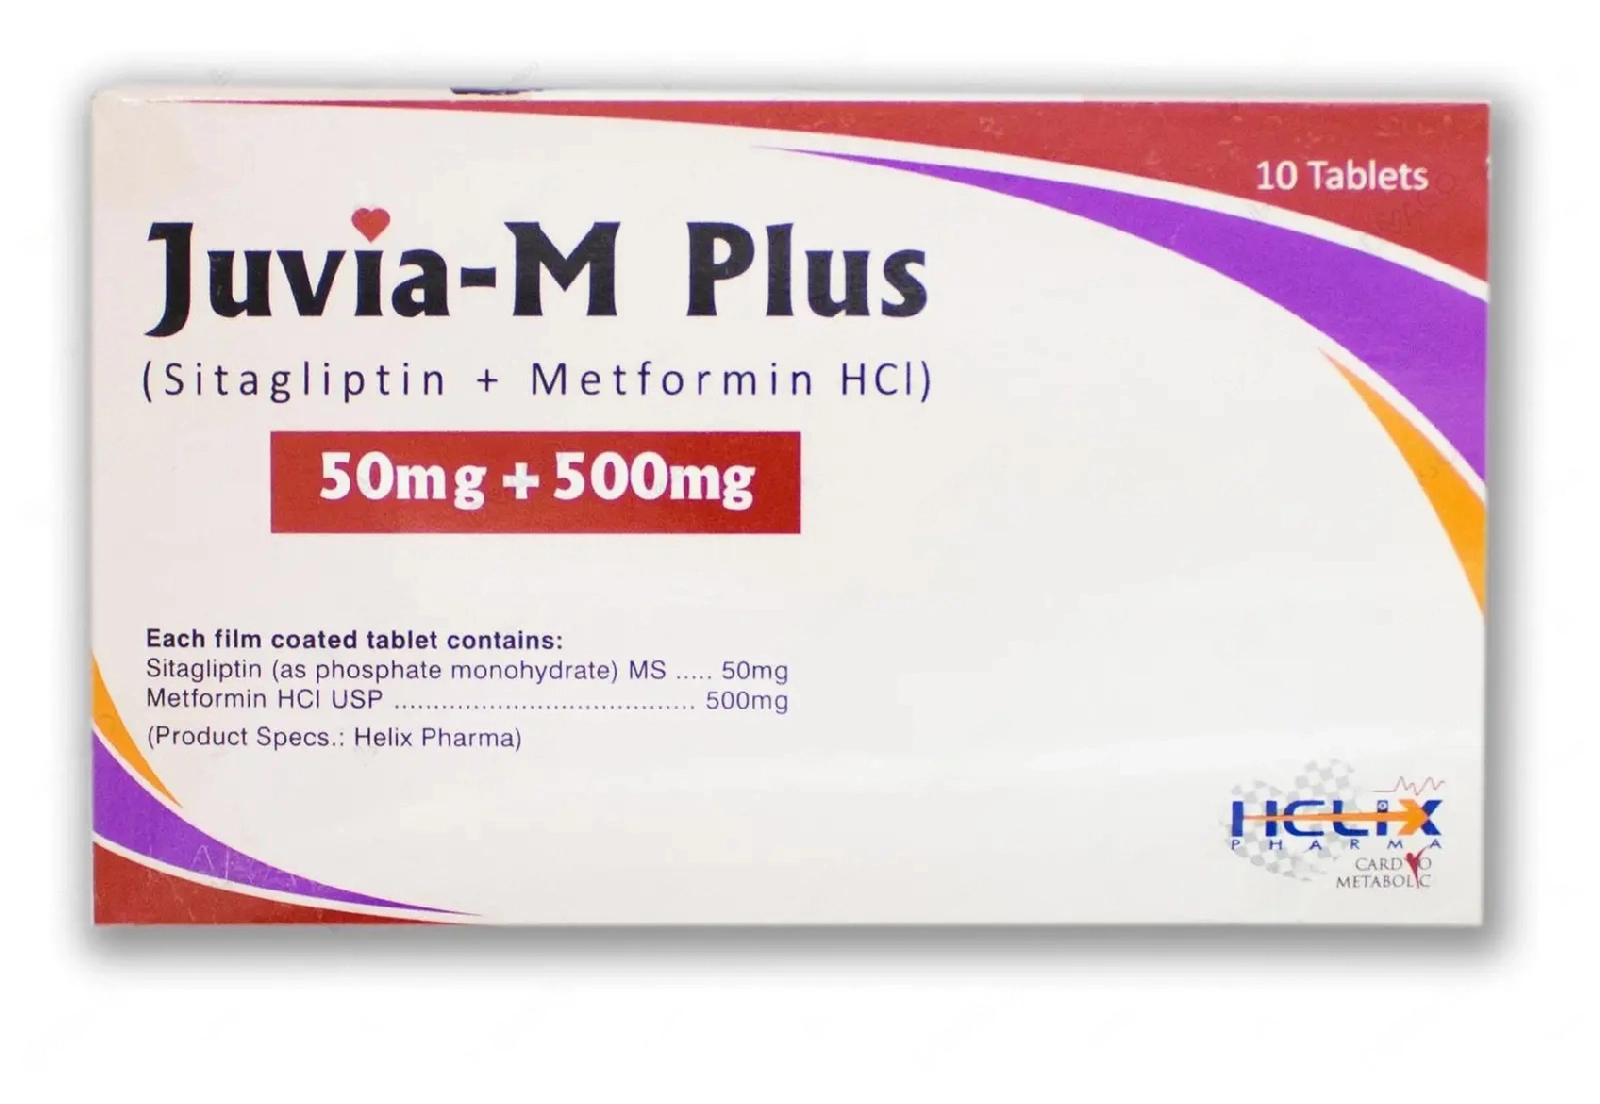 10 Tablets
Juvia-M Plus
(Sitagliptin + Metformin HCl)
50mg + 500mg
Each film coated tablet contains:
Sitagliptin (as phosphate monohydrate) MS ..... 50mg
Metformin HCl USP ...................................... 500mg
(Product Specs.: Helix Pharma)
HELIX
PHARMA
CARDIO
METABOLIC